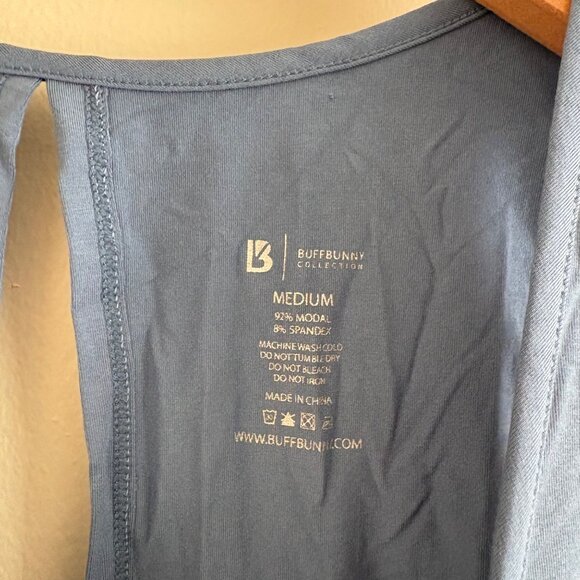 B
BUFFBUNNY
COLLECTION
MEDIUM
92% MODAL
8% SPANDEX
MACHINE WASH COLD
DO NOT TUMBLE DRY
DO NOT BLEACH
DO NOT IRON
MADE IN CHINA
WWW.BUFFBUNNY.COM